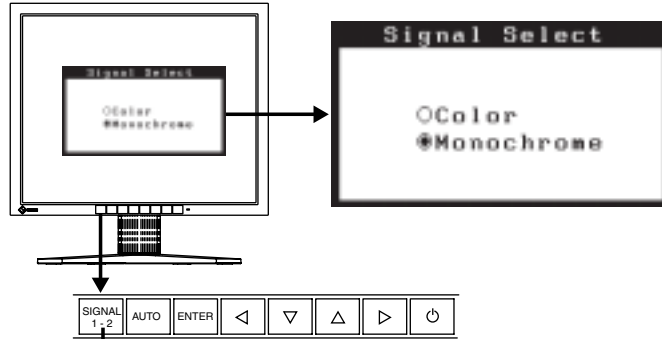 Signal Select
Color
Monochrome
Signal Select
Color
Monochrome
SIGNAL
1 - 2
AUTO
ENTER